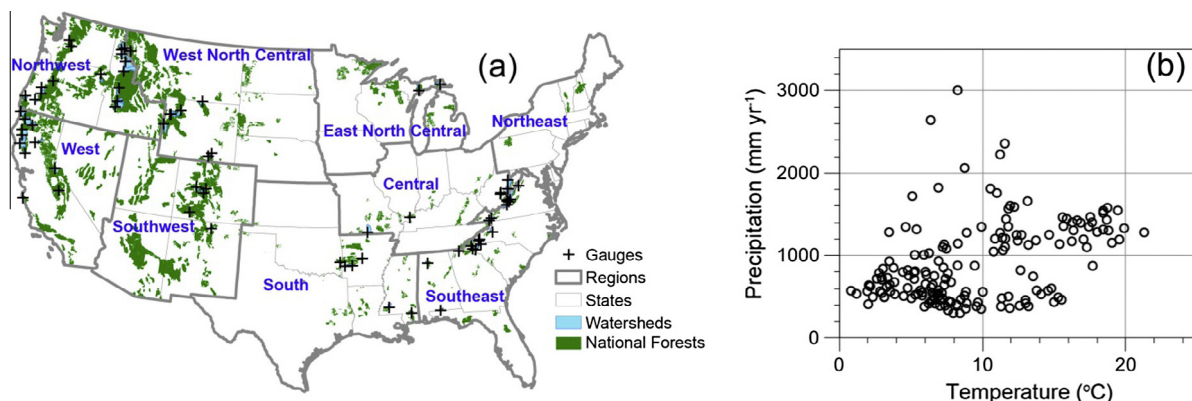 (a)
West North Central
Northwest
East North Central
Northeast
West
Central
Southwest
South
Southeast
Gauges
Regions
States
Watersheds
National Forests
(b)
Precipitation (mm yr⁻¹)
3000
2000
1000
0
0 10 20
Temperature (°C)